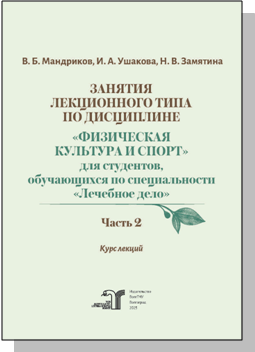 В. Б. Мандриков, И. А. Ушакова, Н. В. Замятина
ЗАНЯТИЯ
ЛЕКЦИОННОГО ТИПА
ПО ДИСЦИПЛИНЕ
«ФИЗИЧЕСКАЯ
КУЛЬТУРА И СПОРТ»
для студентов,
обучающихся по специальности
«Лечебное дело»
Часть 2
Курс лекций
Издательство
ВолгГМУ
Волгоград